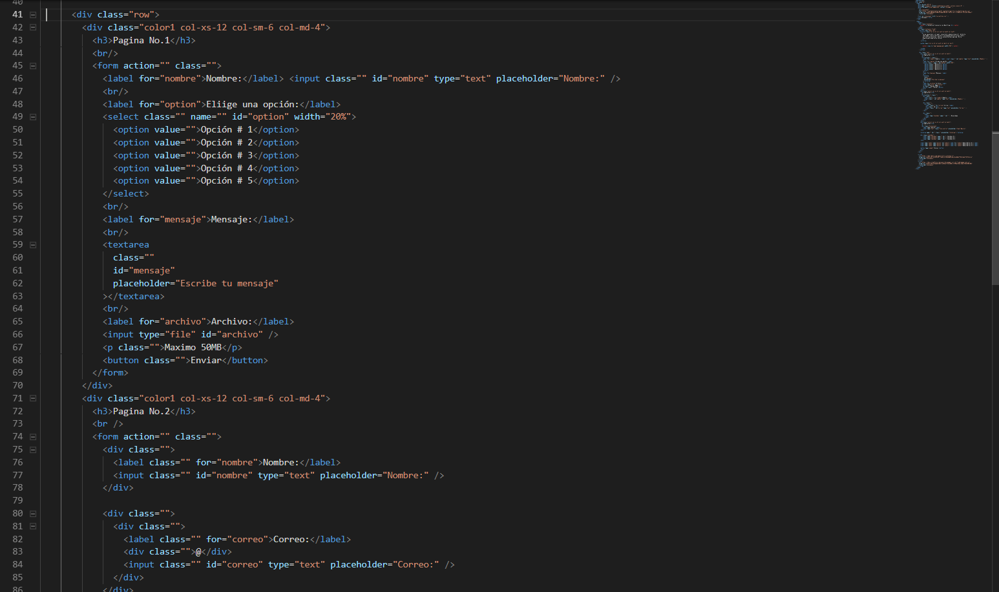 40
41 <div class="row">
42 <div class="color1 col-xs-12 col-sm-6 col-md-4">
43 <h3>Pagina No.1</h3>
44 <br/>
45 <form action="" class="">
46 <label for="nombre">Nombre:</label> <input class="" id="nombre" type="text" placeholder="Nombre:" />
47 <br/>
48 <label for="option">Eliige una opción:</label>
49 <select class="" name="" id="option" width="20%">
50 <option value="">Opción # 1</option>
51 <option value="">Opción # 2</option>
52 <option value="">Opción # 3</option>
53 <option value="">Opción # 4</option>
54 <option value="">Opción # 5</option>
55 </select>
56 <br/>
57 <label for="mensaje">Mensaje:</label>
58 <br/>
59 <textarea
60 class=""
61 id="mensaje"
62 placeholder="Escribe tu mensaje"
63 ></textarea>
64 <br/>
65 <label for="archivo">Archivo:</label>
66 <input type="file" id="archivo" />
67 <p class="">Maximo 50MB</p>
68 <button class="">Enviar</button>
69 </form>
70 </div>
71 <div class="color1 col-xs-12 col-sm-6 col-md-4">
72 <h3>Pagina No.2</h3>
73 <br />
74 <form action="" class="">
75 <div class="">
76 <label class="" for="nombre">Nombre:</label>
77 <input class="" id="nombre" type="text" placeholder="Nombre:" />
78 </div>
79
80 <div class="">
81 <div class="">
82 <label class="" for="correo">Correo:</label>
83 <div class="">@</div>
84 <input class="" id="correo" type="text" placeholder="Correo:" />
85 </div>
86 </div>